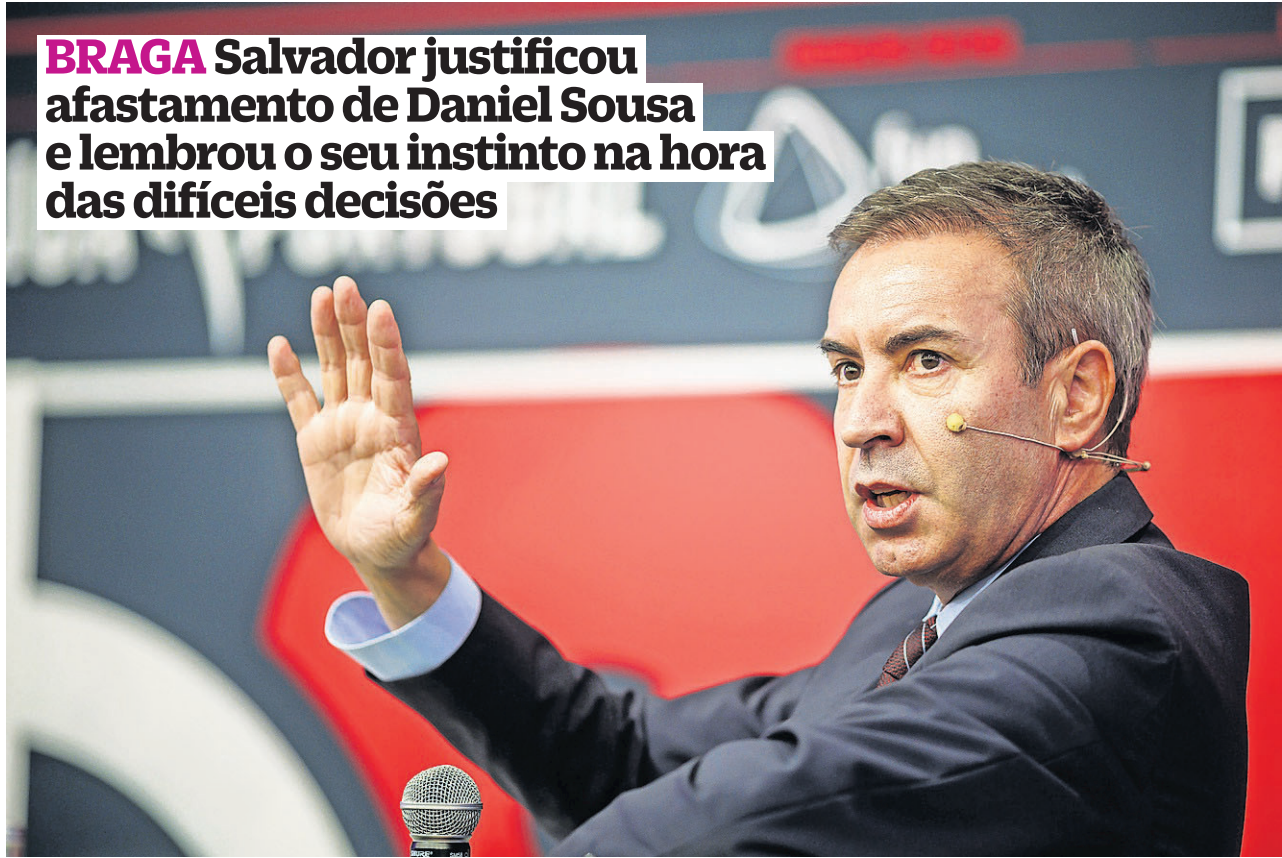 BRAGA Salvador justificou
afastamento de Daniel Sousa
e lembrou o seu instinto na hora
das difíceis decisões